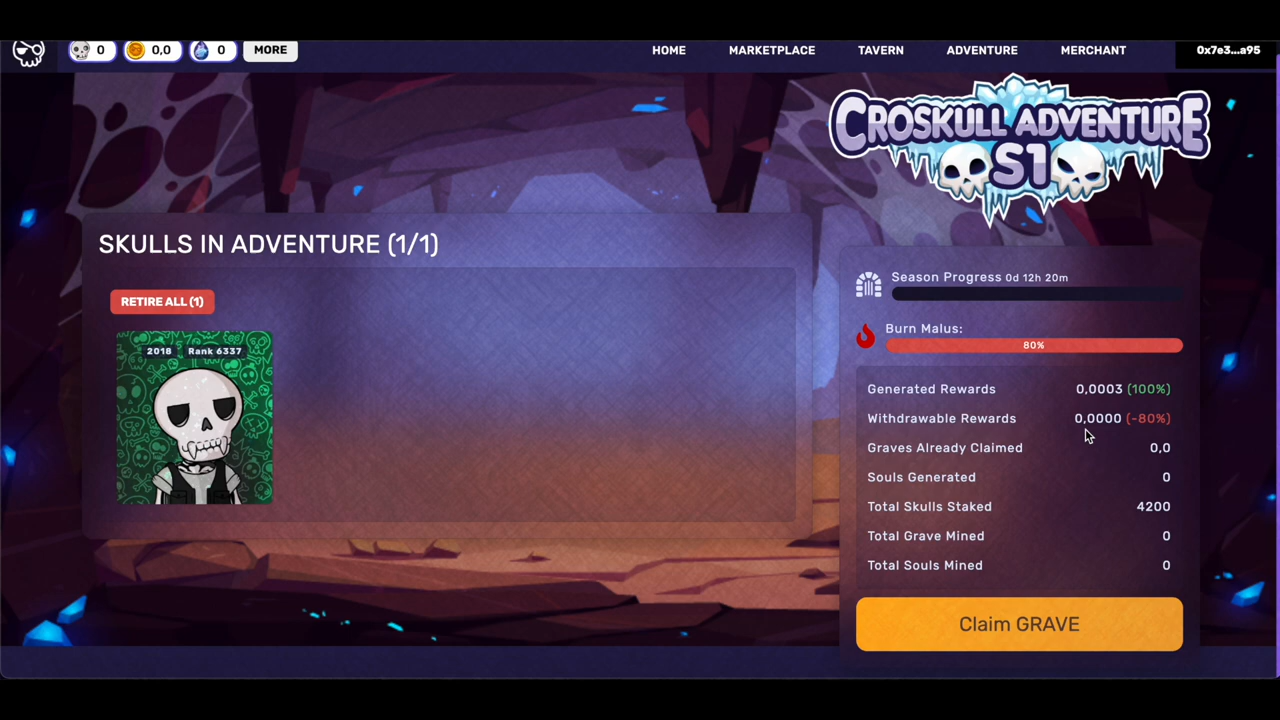 0 0,0 0 MORE HOME MARKETPLACE TAVERN ADVENTURE MERCHANT 0x7e3...a95
CROSKULL ADVENTURE
S1
SKULLS IN ADVENTURE (1/1)
RETIRE ALL (1)
2018 Rank 6337
Season Progress 0d 12h 20m
Burn Malus:
80%
Generated Rewards 0,0003 (100%)
Withdrawable Rewards 0,0000 (-80%)
Graves Already Claimed 0,0
Souls Generated 0
Total Skulls Staked 4200
Total Grave Mined 0
Total Souls Mined 0
Claim GRAVE